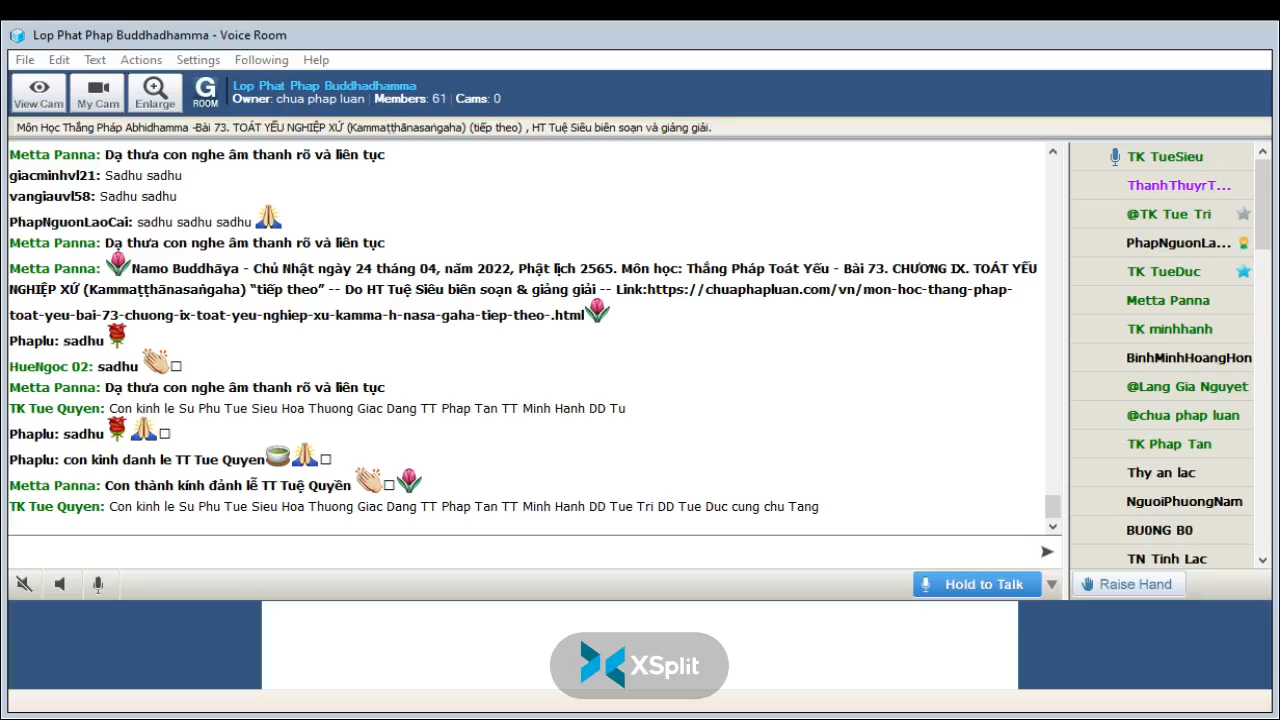 Lop Phat Phap Buddhadhamma - Voice Room
File Edit Text Actions Settings Following Help
View Cam My Cam Enlarge
G ROOM
Lop Phat Phap Buddhadhamma
Owner: chua phap luan | Members: 61 | Cams: 0
Môn Học Thắng Pháp Abhidhamma -Bài 73. TOÁT YẾU NGHIỆP XỨ (Kammaṭṭhānasaṅgaha) (tiếp theo) , HT Tuệ Siêu biên soạn và giảng giải.
Metta Panna: Dạ thưa con nghe âm thanh rõ và liên tục
giacminhvl21: Sadhu sadhu
vangiauvl58: Sadhu sadhu
PhapNguonLaoCai: sadhu sadhu sadhu
Metta Panna: Dạ thưa con nghe âm thanh rõ và liên tục
Metta Panna: Namo Buddhāya - Chủ Nhật ngày 24 tháng 04, năm 2022, Phật lịch 2565. Môn học: Thắng Pháp Toát Yếu - Bài 73. CHƯƠNG IX. TOÁT YẾU
NGHIỆP XỨ (Kammaṭṭhānasaṅgaha) “tiếp theo” -- Do HT Tuệ Siêu biên soạn & giảng giải -- Link:https://chuaphapluan.com/vn/mon-hoc-thang-phap-
toat-yeu-bai-73-chuong-ix-toat-yeu-nghiep-xu-kamma-h-nasa-gaha-tiep-theo-.html
Phaplu: sadhu
HueNgoc 02: sadhu
Metta Panna: Dạ thưa con nghe âm thanh rõ và liên tục
TK Tue Quyen: Con kinh le Su Phu Tue Sieu Hoa Thuong Giac Dang TT Phap Tan TT Minh Hanh DD Tu
Phaplu: sadhu
Phaplu: con kinh danh le TT Tue Quyen
Metta Panna: Con thành kính đảnh lễ TT Tuệ Quyền
TK Tue Quyen: Con kinh le Su Phu Tue Sieu Hoa Thuong Giac Dang TT Phap Tan TT Minh Hanh DD Tue Tri DD Tue Duc cung chu Tang
TK TueSieu
ThanhThuyrT...
@TK Tue Tri
PhapNguonLa...
TK TueDuc
Metta Panna
TK minhhanh
BinhMinhHoangHon
@Lang Gia Nguyet
@chua phap luan
TK Phap Tan
Thy an lac
NguoiPhuongNam
BU0NG B0
TN Tinh Lac
Hold to Talk
Raise Hand
XSplit